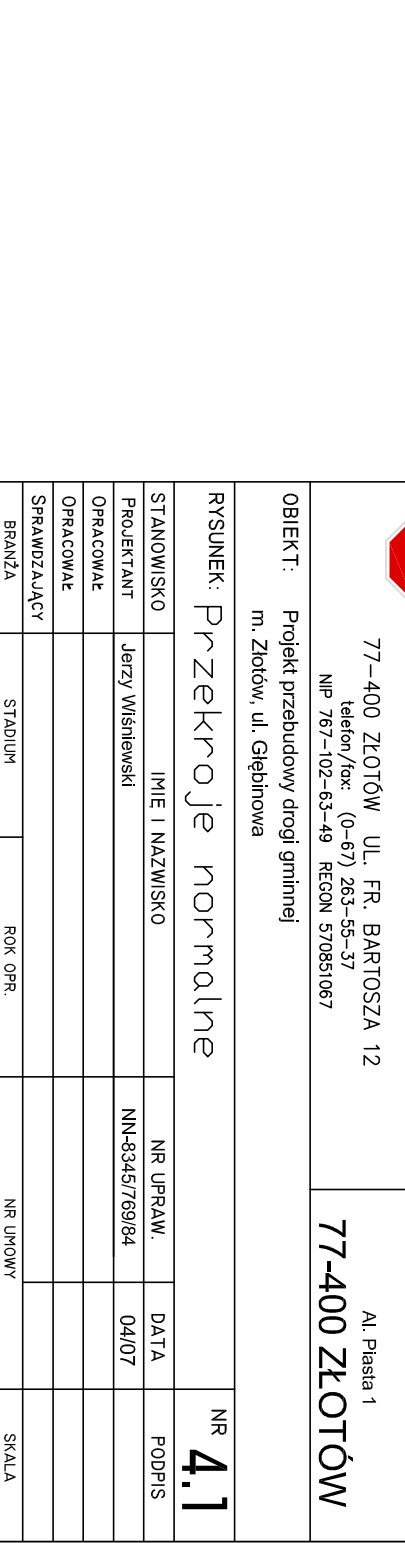 77-400 ZŁOTÓW UL. FR. BARTOSZA 12
telefon/fax: (0-67) 263-55-37
NIP 767-102-63-49 REGON 570851067
Al. Piasta 1
77-400 ZŁOTÓW
OBIEKT: Projekt przebudowy drogi gminnej
m. Złotów, ul. Głębinowa
RYSUNEK: Przekroje normalne
NR 4.1
STANOWISKO IMIĘ I NAZWISKO NR UPRAW. DATA PODPIS
PROJEKTANT Jerzy Wiśniewski NN-8345/769/84 04/07
OPRACOWAŁ
OPRACOWAŁ
SPRAWDZAJĄCY
BRANŻA STADIUM ROK OPR. NR UMOWY SKALA